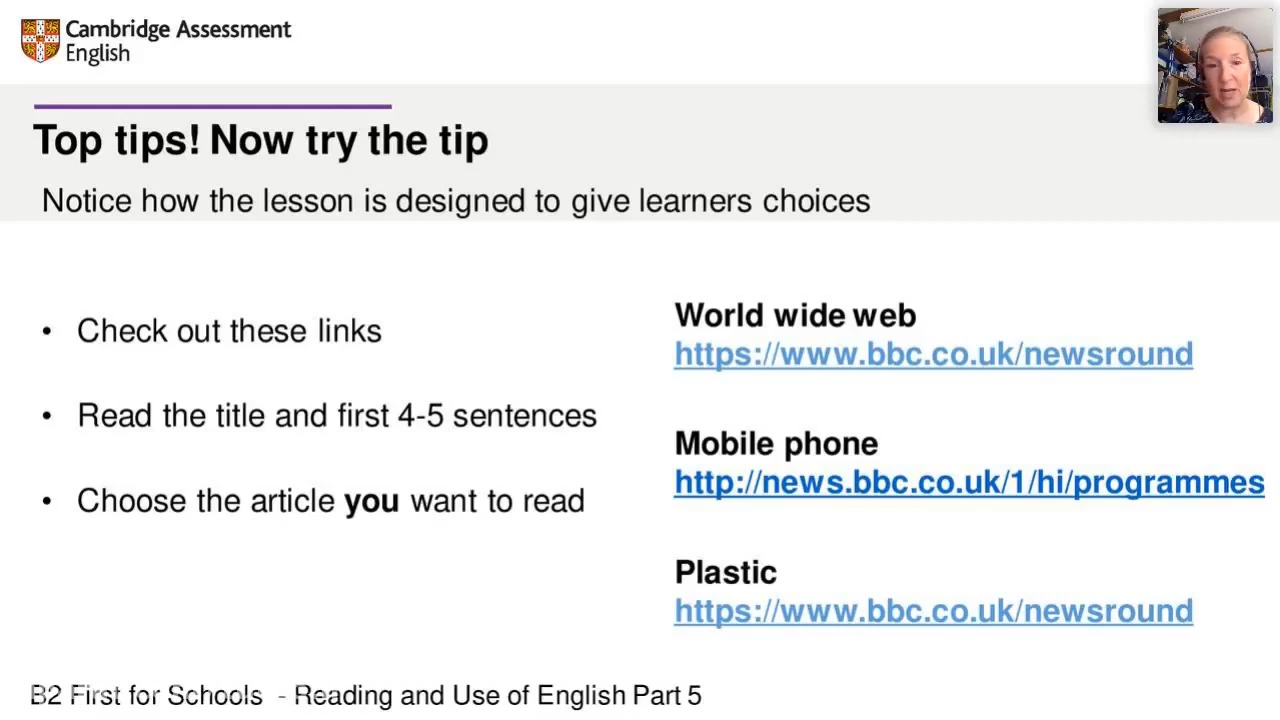 Cambridge Assessment
English
Top tips! Now try the tip
Notice how the lesson is designed to give learners choices
• Check out these links
• Read the title and first 4-5 sentences
• Choose the article you want to read
World wide web
https://www.bbc.co.uk/newsround
Mobile phone
http://news.bbc.co.uk/1/hi/programmes
Plastic
https://www.bbc.co.uk/newsround
B2 First for Schools - Reading and Use of English Part 5